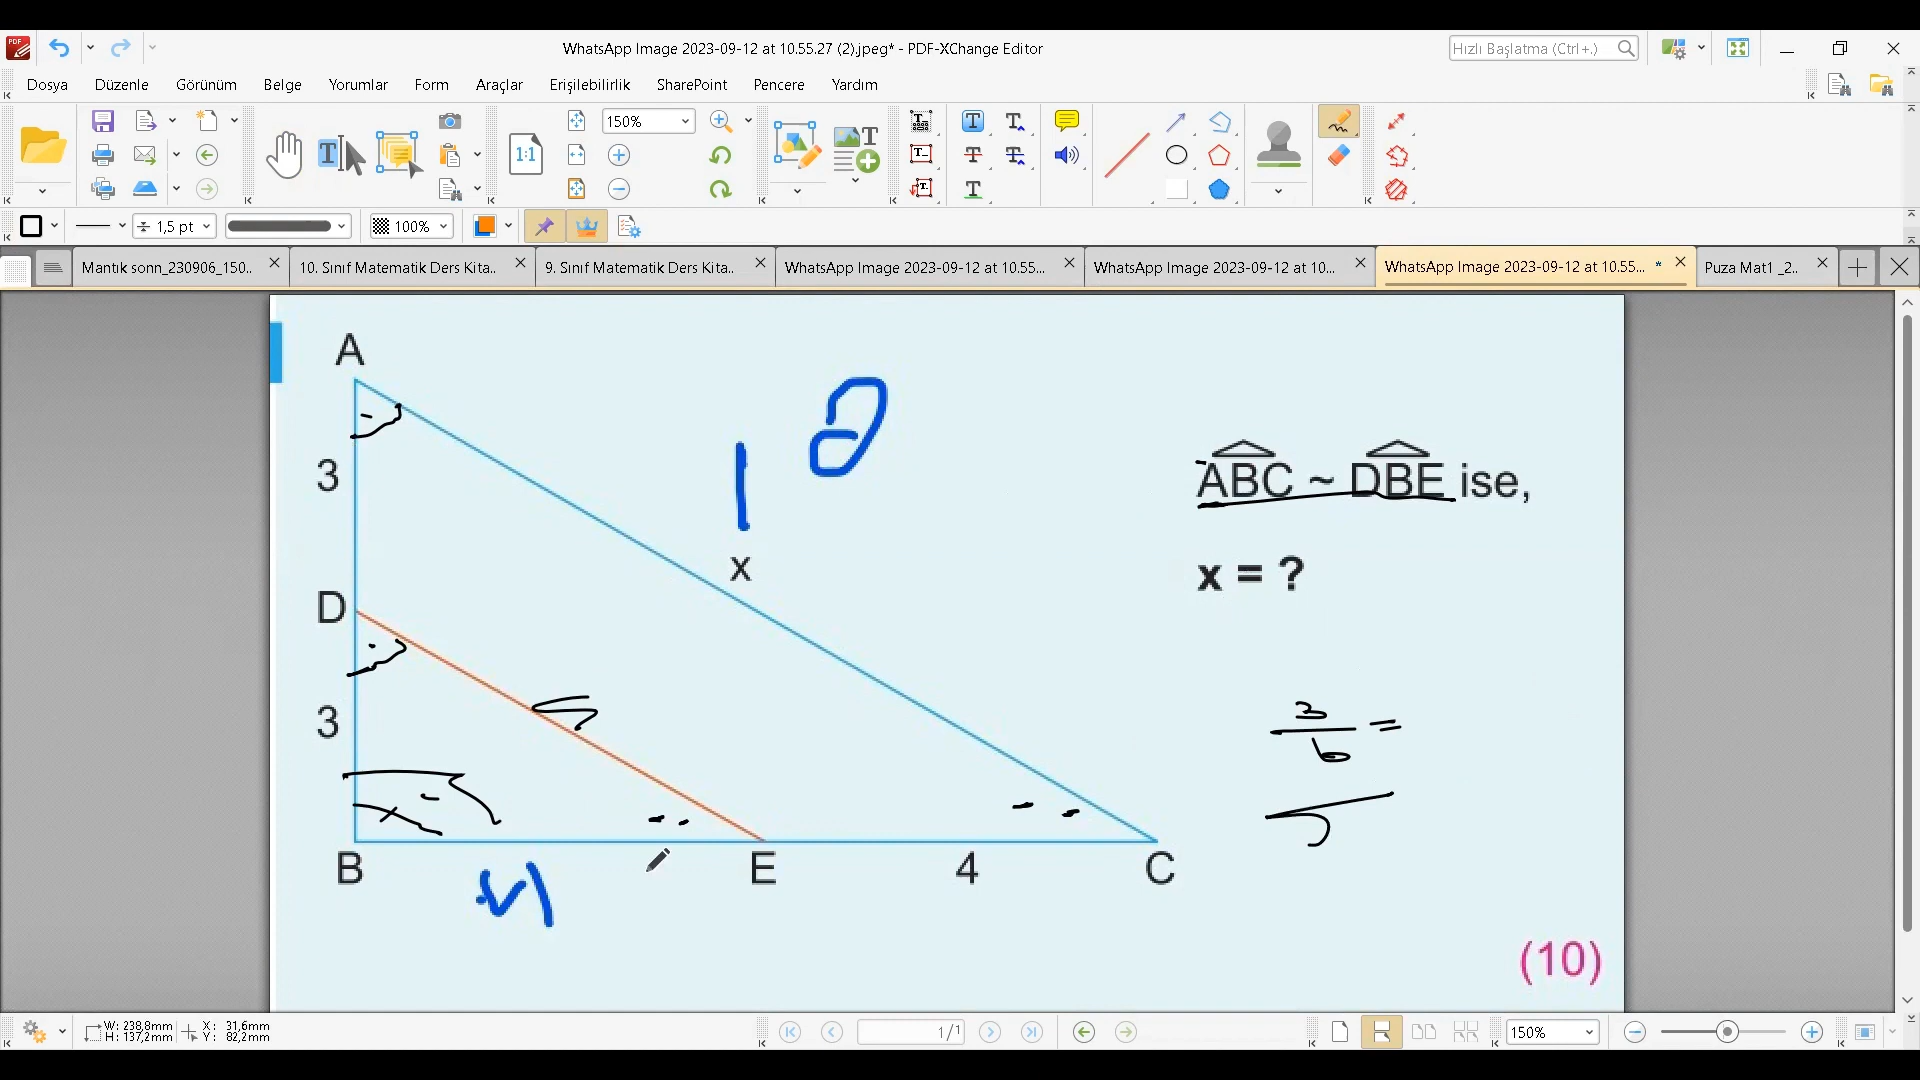 WhatsApp Image 2023-09-12 at 10.55.27 (2).jpeg* - PDF-XChange Editor
Hızlı Başlatma (Ctrl+.)
Dosya Düzenle Görünüm Belge Yorumlar Form Araçlar Erişilebilirlik SharePoint Pencere Yardım
150%
1:1
1,5 pt
100%
Mantık sonn_230906_150..
10. Sınıf Matematik Ders Kita..
9. Sınıf Matematik Ders Kita..
WhatsApp Image 2023-09-12 at 10.55...
WhatsApp Image 2023-09-12 at 10...
WhatsApp Image 2023-09-12 at 10.55... *
Puza Mat1 _2..
A
3
x
ABC ~ DBE ise,
x = ?
D
3
3
6 =
B E 4 C
(10)
W: 238,8mm
H: 137,2mm
X: 31,6mm
Y: 82,2mm
1/1
150%